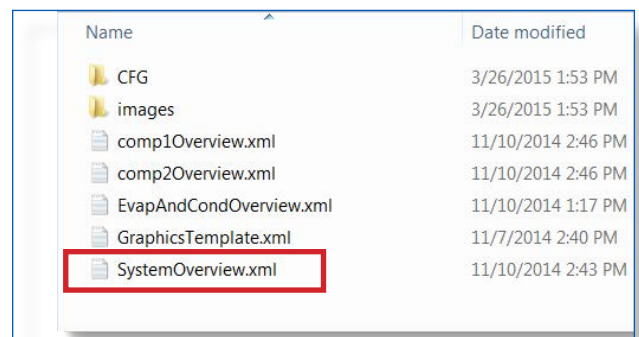 Name Date modified
CFG 3/26/2015 1:53 PM
images 3/26/2015 1:53 PM
comp1Overview.xml 11/10/2014 2:46 PM
comp2Overview.xml 11/10/2014 2:46 PM
EvapAndCondOverview.xml 11/10/2014 1:17 PM
GraphicsTemplate.xml 11/7/2014 2:40 PM
SystemOverview.xml 11/10/2014 2:43 PM